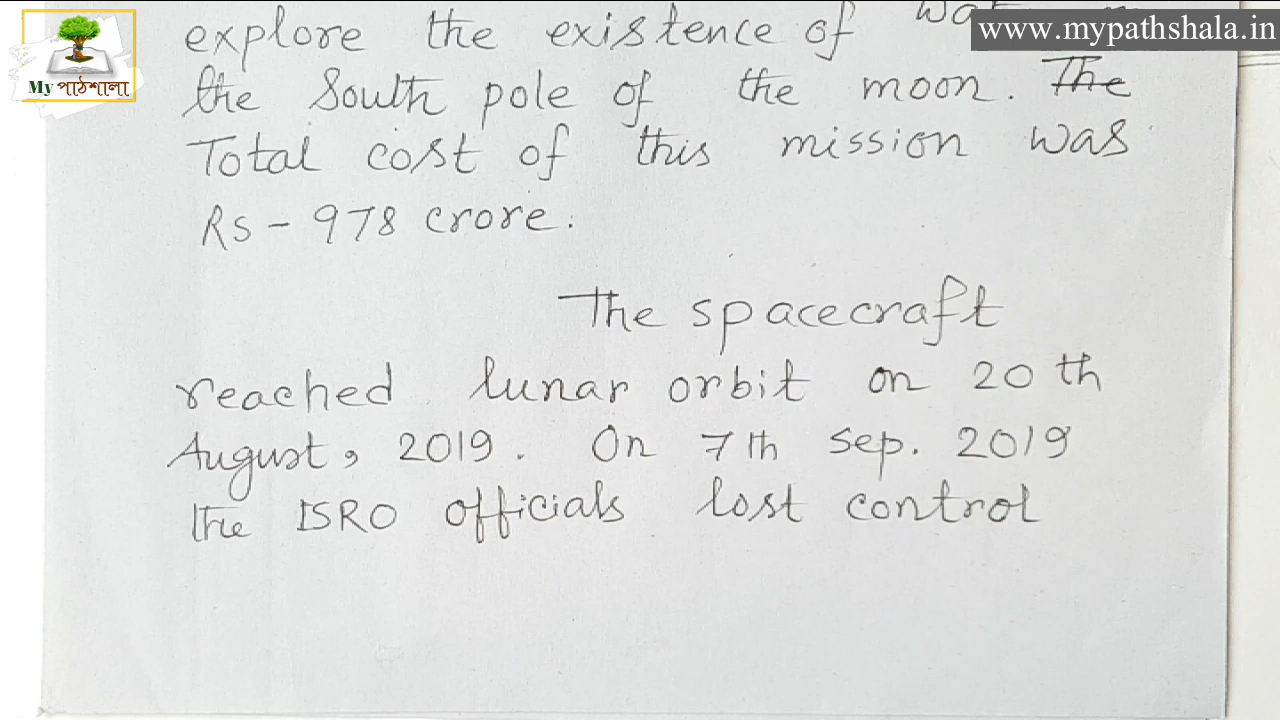 www.mypathshala.in
My পাঠশালা
explore the existence of
the South pole of the moon. The
Total cost of this mission was
Rs - 978 crore.
The spacecraft
reached lunar orbit on 20 th
August, 2019. On 7 th Sep. 2019
the ISRO officials lost control